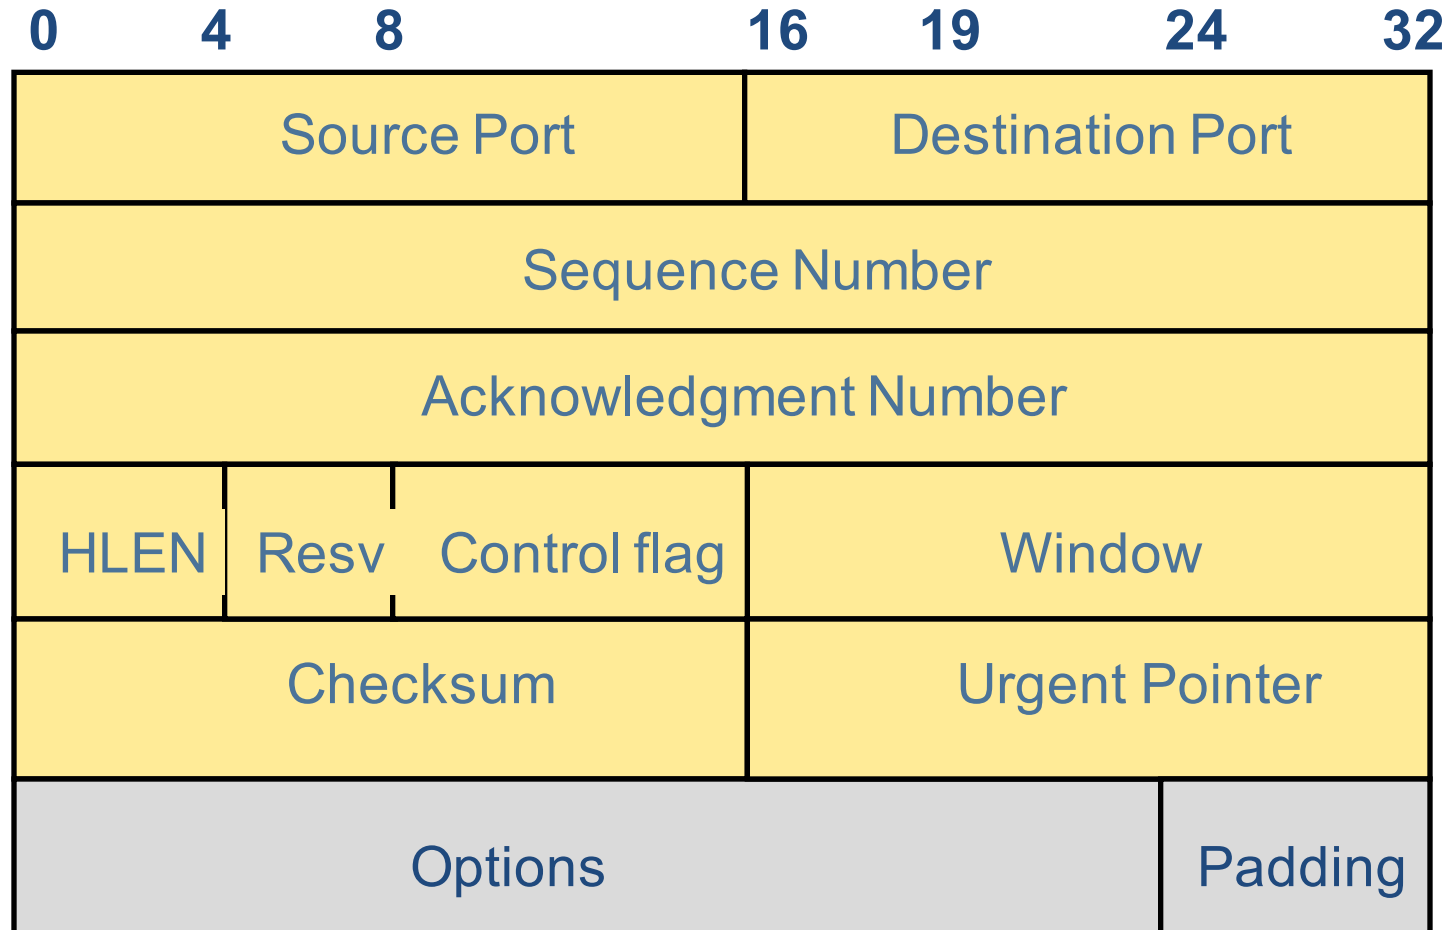 0 4 8 16 19 24 32
Source Port Destination Port
Sequence Number
Acknowledgment Number
HLEN Resv Control flag Window
Checksum Urgent Pointer
Options Padding